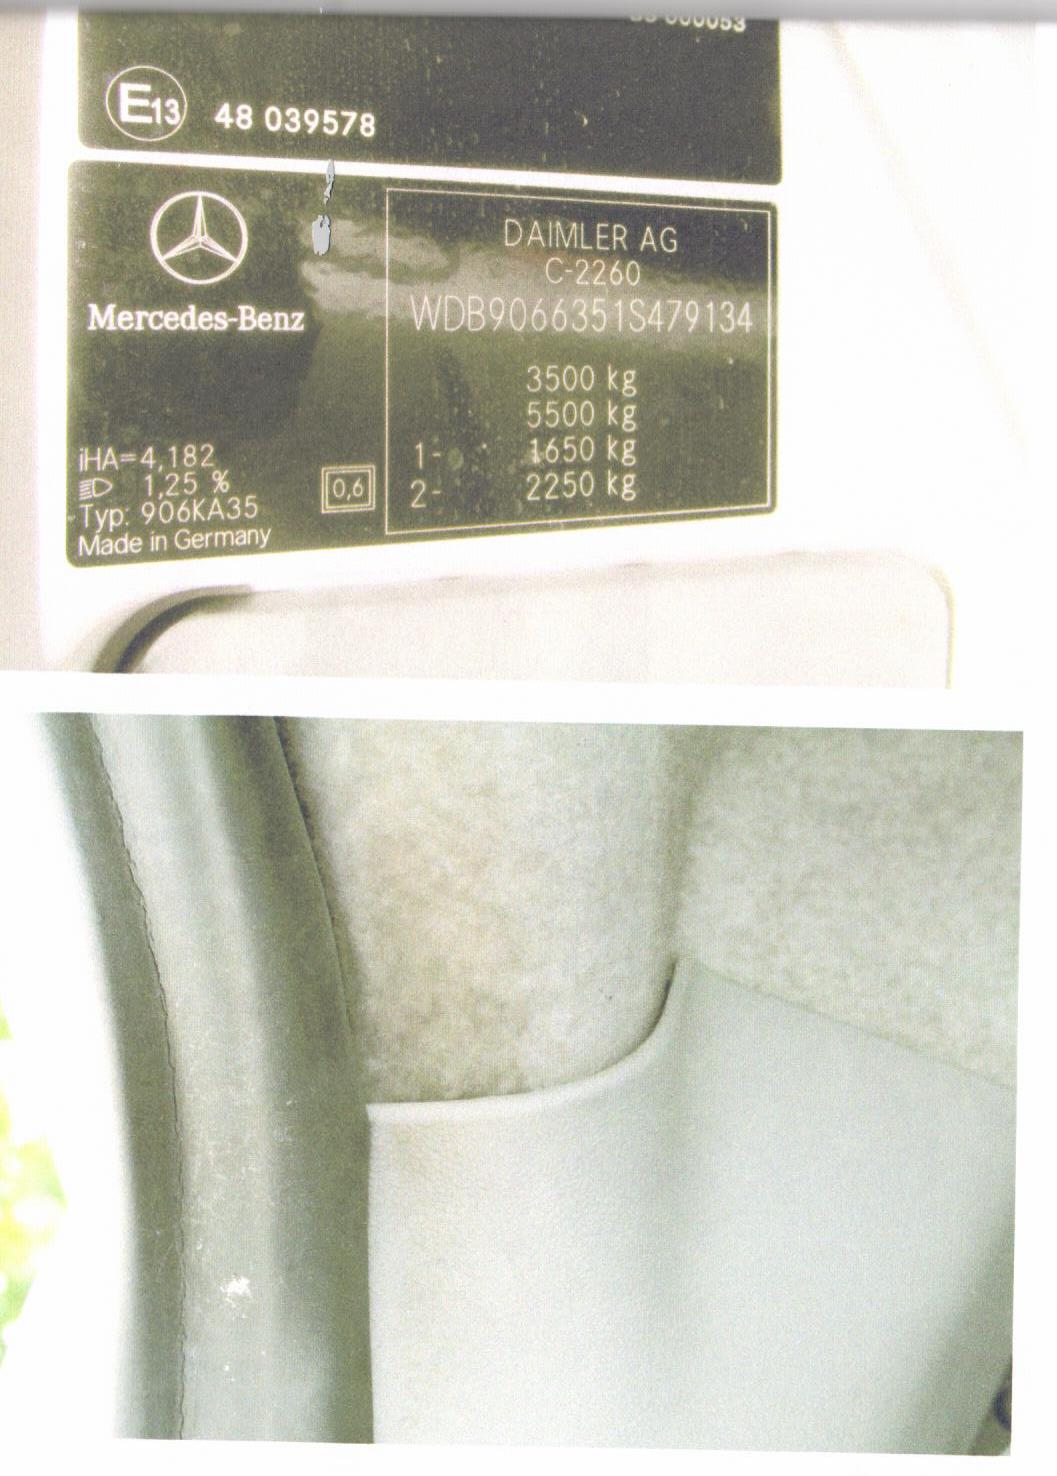 E13 48 039578
Mercedes-Benz
iHA=4,182
1,25 %
Typ: 906KA35
Made in Germany
0,6
DAIMLER AG
C-2260
WDB9066351S479134
3500 kg
5500 kg
1- 1650 kg
2- 2250 kg